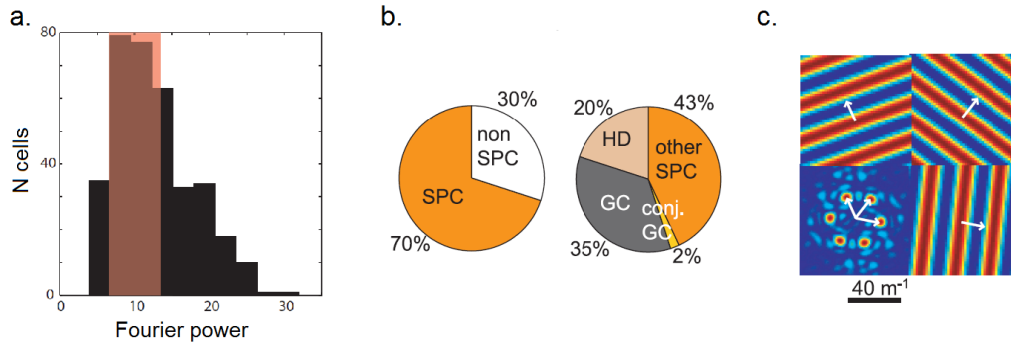 a.
80
40
0
N cells
0
10
20
30
Fourier power
b.
30%
non
SPC
SPC
70%
20%
43%
HD
other
SPC
GC
conj.
GC
35%
2%
c.
40 m-1